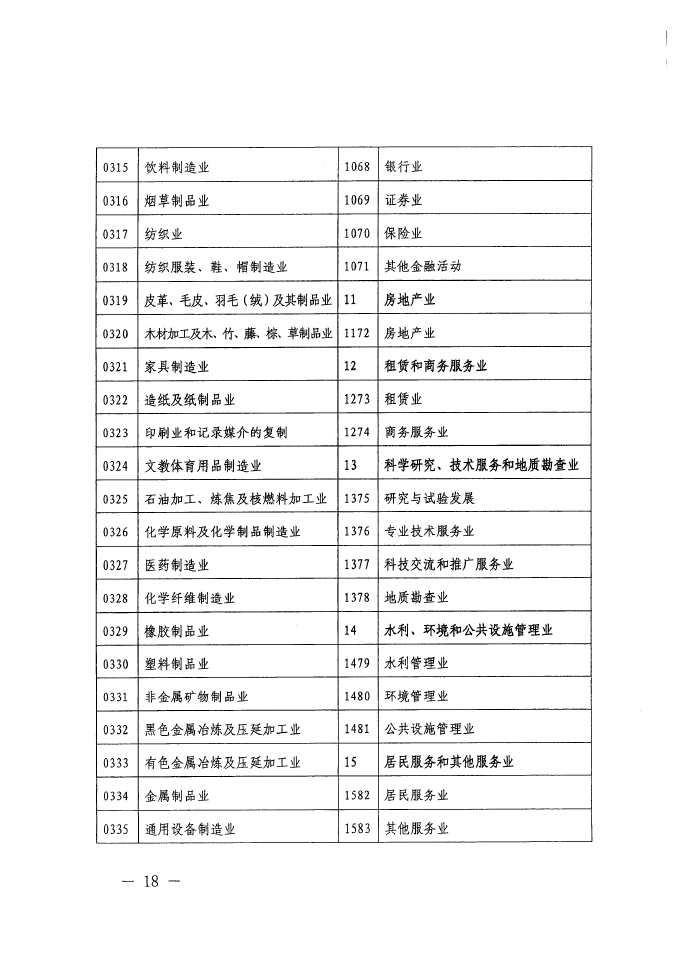 0315 饮料制造业 1068 银行业
0316 烟草制品业 1069 证券业
0317 纺织业 1070 保险业
0318 纺织服装、鞋、帽制造业 1071 其他金融活动
0319 皮革、毛皮、羽毛（绒）及其制品业 11 房地产业
0320 木材加工及木、竹、藤、棕、草制品业 1172 房地产业
0321 家具制造业 12 租赁和商务服务业
0322 造纸及纸制品业 1273 租赁业
0323 印刷业和记录媒介的复制 1274 商务服务业
0324 文教体育用品制造业 13 科学研究、技术服务和地质勘查业
0325 石油加工、炼焦及核燃料加工业 1375 研究与试验发展
0326 化学原料及化学制品制造业 1376 专业技术服务业
0327 医药制造业 1377 科技交流和推广服务业
0328 化学纤维制造业 1378 地质勘查业
0329 橡胶制品业 14 水利、环境和公共设施管理业
0330 塑料制品业 1479 水利管理业
0331 非金属矿物制品业 1480 环境管理业
0332 黑色金属冶炼及压延加工业 1481 公共设施管理业
0333 有色金属冶炼及压延加工业 15 居民服务和其他服务业
0334 金属制品业 1582 居民服务业
0335 通用设备制造业 1583 其他服务业
— 18 —